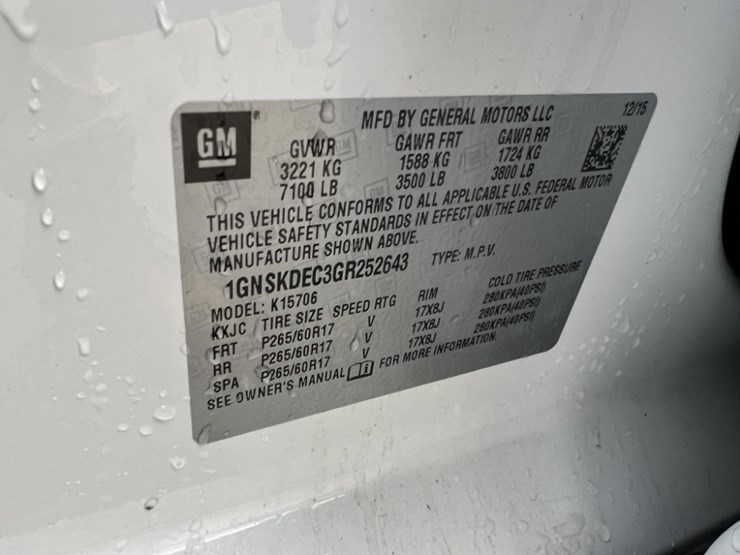 GM
MFD BY GENERAL MOTORS LLC 12/15
GVWR GAWR FRT GAWR RR
3221 KG 1588 KG 1724 KG
7100 LB 3500 LB 3800 LB
THIS VEHICLE CONFORMS TO ALL APPLICABLE U.S. FEDERAL MOTOR
VEHICLE SAFETY STANDARDS IN EFFECT ON THE DATE OF
MANUFACTURE SHOWN ABOVE.
1GNSKDEC3GR252643 TYPE: M.P.V.
MODEL: K15706
KKJC TIRE SIZE SPEED RTG RIM COLD TIRE PRESSURE
FRT P265/60R17 V 17X8J 280KPA(40PSI)
RR P265/60R17 V 17X8J 280KPA(40PSI)
SPA P265/60R17 V 17X8J 280KPA(40PSI)
SEE OWNER'S MANUAL FOR MORE INFORMATION.